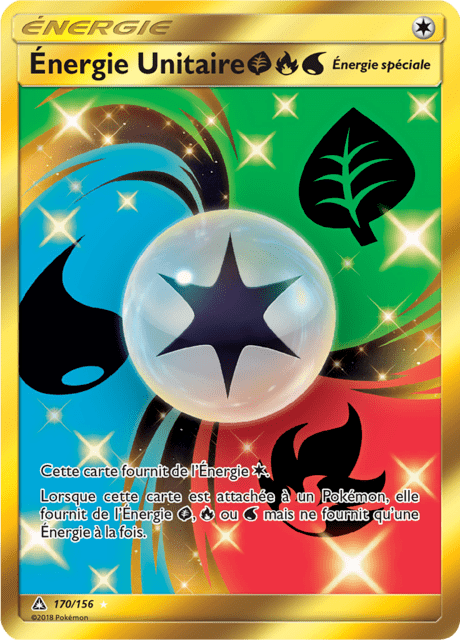 ÉNERGIE
Énergie Unitaire Énergie spéciale
Cette carte fournit de l'Énergie .
Lorsque cette carte est attachée à un Pokémon, elle
fournit de l'Énergie , ou mais ne fournit qu'une
Énergie à la fois.
170/156
©2018 Pokémon